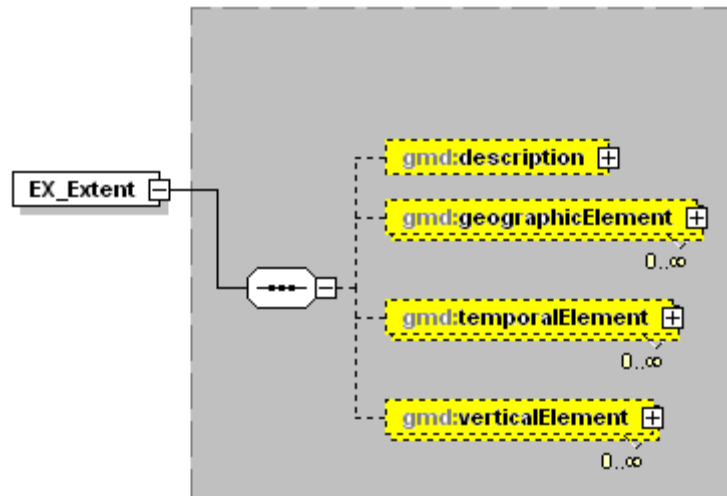 EX_Extent
gmd:description
gmd:geographicElement
0..∞
gmd:temporalElement
0..∞
gmd:verticalElement
0..∞